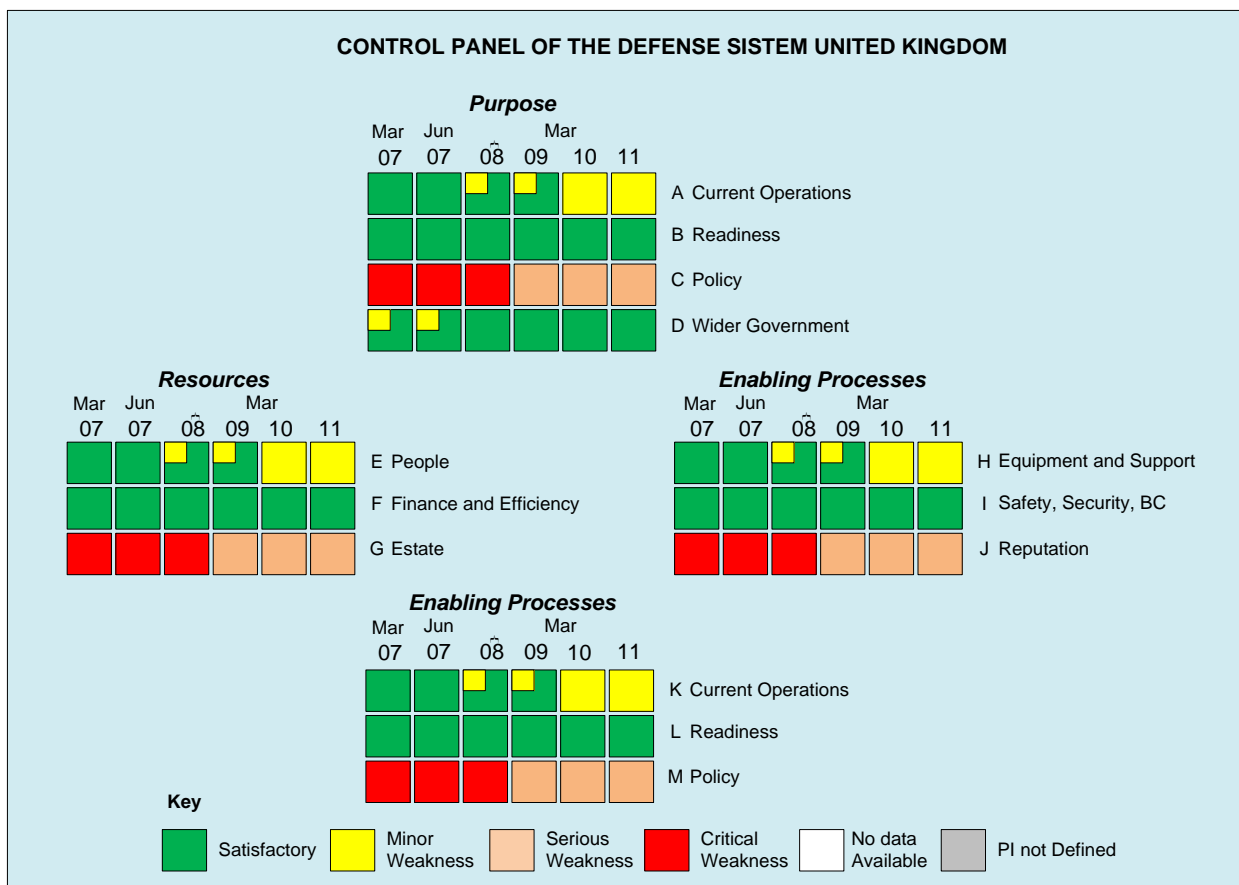 CONTROL PANEL OF THE DEFENSE SISTEM UNITED KINGDOM
Purpose
Mar Jun Mar
07 07 08 09 10 11
A Current Operations
B Readiness
C Policy
D Wider Government
Resources
Mar Jun Mar
07 07 08 09 10 11
E People
F Finance and Efficiency
G Estate
Enabling Processes
Mar Jun Mar
07 07 08 09 10 11
H Equipment and Support
I Safety, Security, BC
J Reputation
Enabling Processes
Mar Jun Mar
07 07 08 09 10 11
K Current Operations
L Readiness
M Policy
Key
Satisfactory
Minor
Weakness
Serious
Weakness
Critical
Weakness
No data
Available
PI not Defined